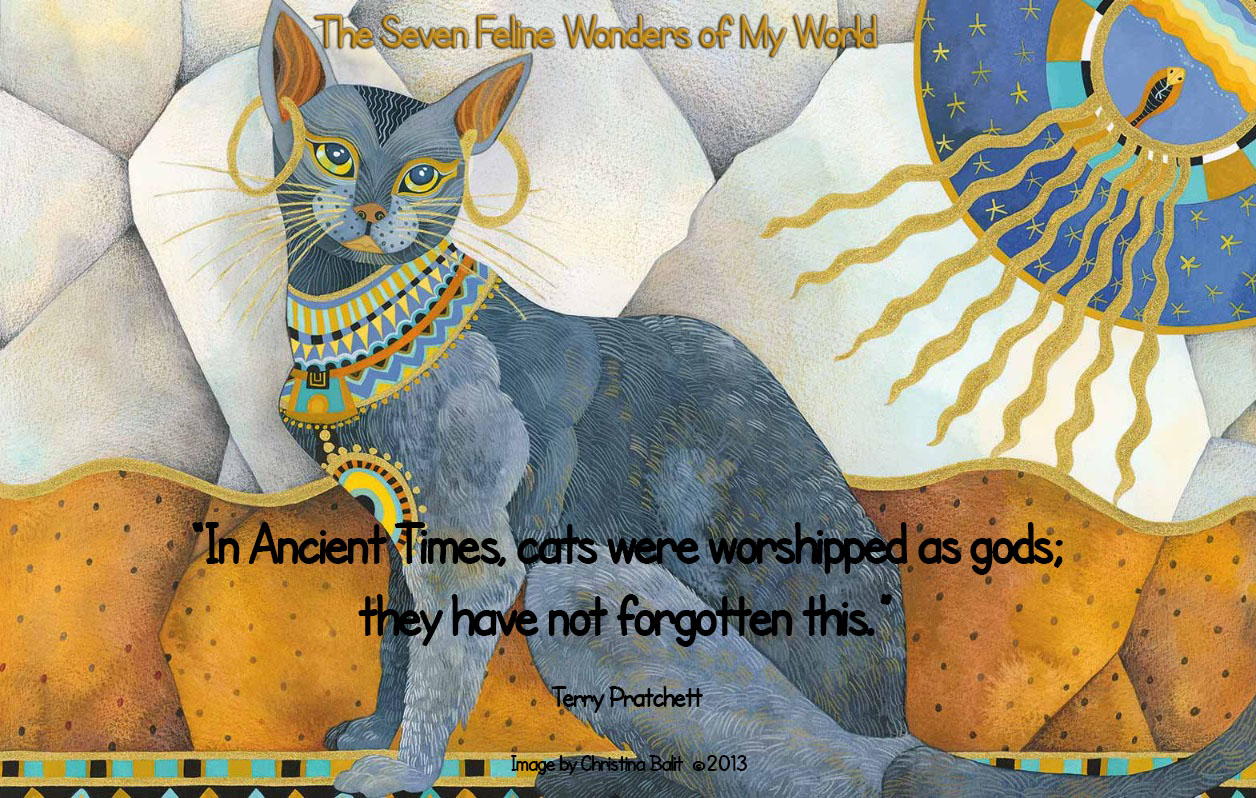 The Seven Feline Wonders of My World
"In Ancient Times, cats were worshipped as gods;
they have not forgotten this."
Terry Pratchett
Image by Christina Balit ©2013